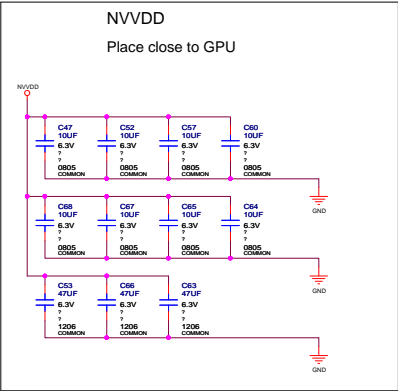 NVVDD
Place close to GPU
NVVDD
C47 C52 C57 C60
10UF 10UF 10UF 10UF
6.3V 6.3V 6.3V 6.3V
? ? ? ?
? ? ? ?
0805 0805 0805 0805
COMMON COMMON COMMON COMMON
GND
C68 C67 C65 C64
10UF 10UF 10UF 10UF
6.3V 6.3V 6.3V 6.3V
? ? ? ?
? ? ? ?
0805 0805 0805 0805
COMMON COMMON COMMON COMMON
GND
C53 C66 C63
47UF 47UF 47UF
6.3V 6.3V 6.3V
? ? ?
? ? ?
1206 1206 1206
COMMON COMMON COMMON
GND